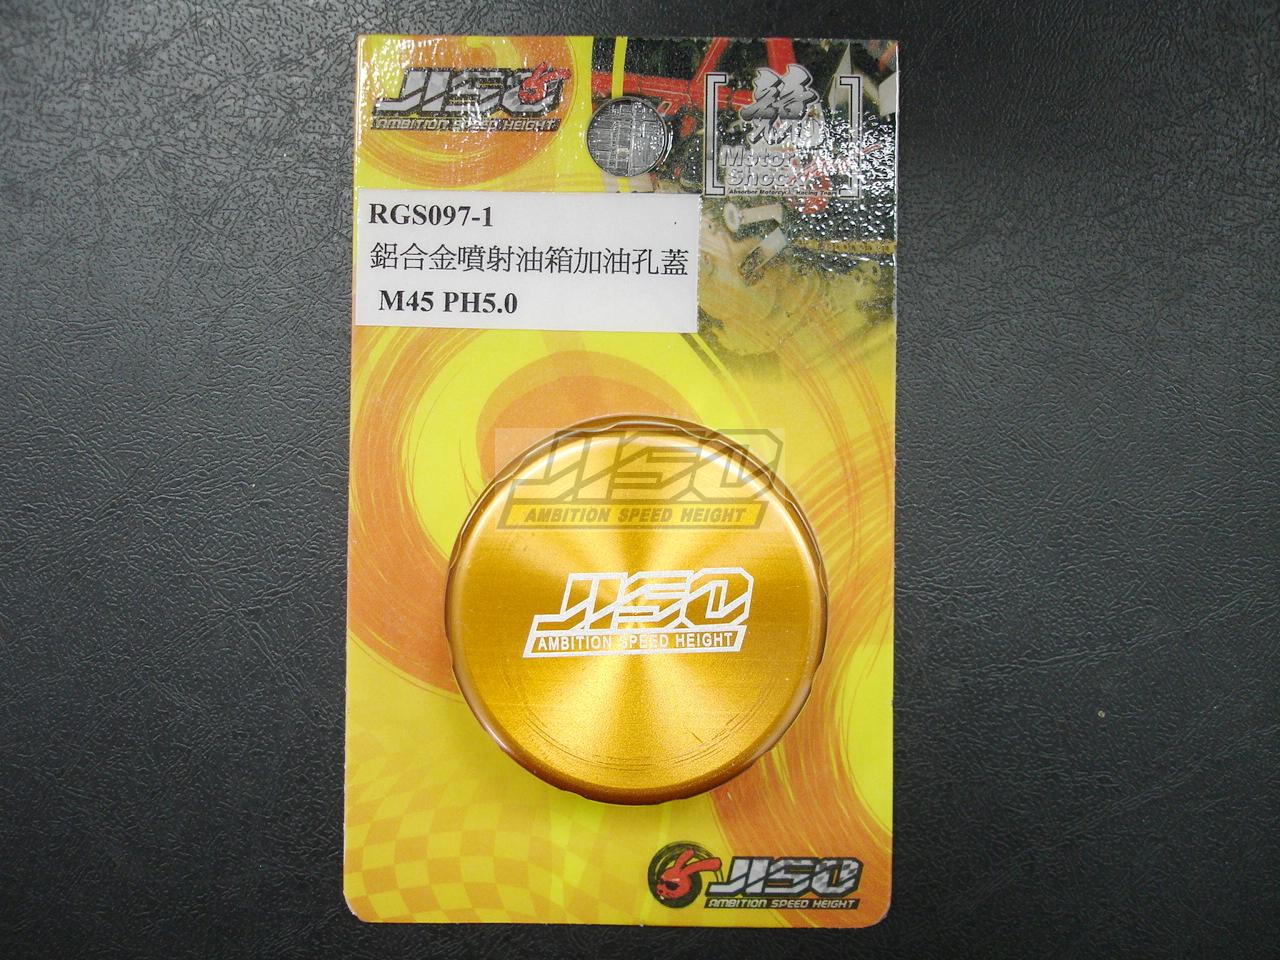 JISO
AMBITION SPEED HEIGHT
Motor
Shock
RGS097-1
鋁合金噴射油箱加油孔蓋
M45 PH5.0
JISO
AMBITION SPEED HEIGHT
JISO
AMBITION SPEED HEIGHT
JISO
AMBITION SPEED HEIGHT